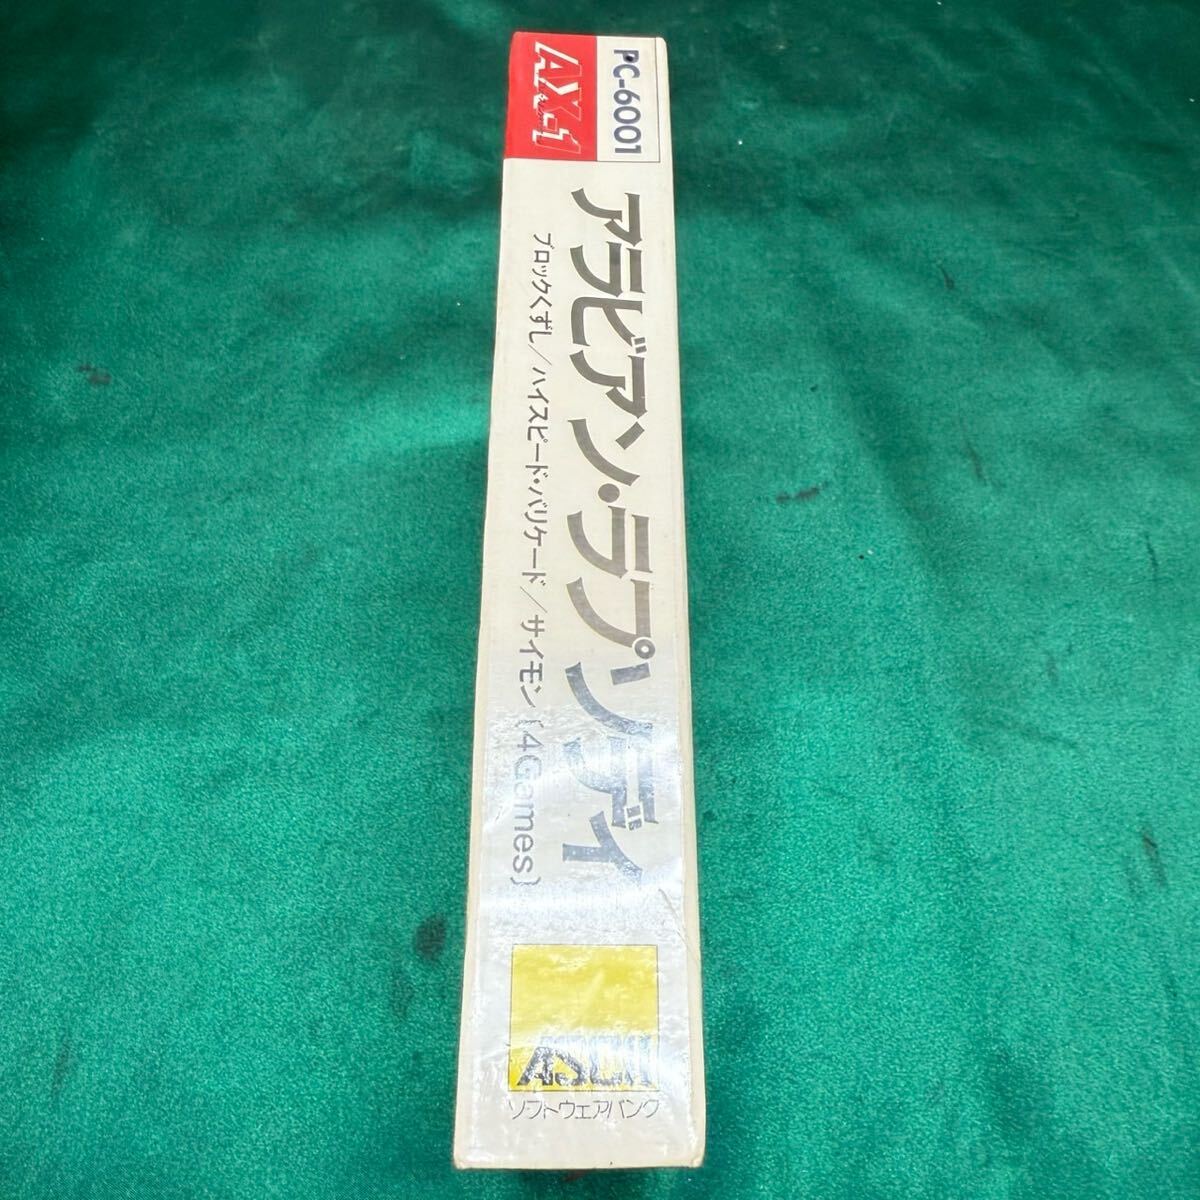 PC-6001
AX-1
アラビアン・ラプソディ
ブロックくずし/ハイスピード・バリケード/サイモン〔4Games〕
ASCII
ソフトウェアバンク